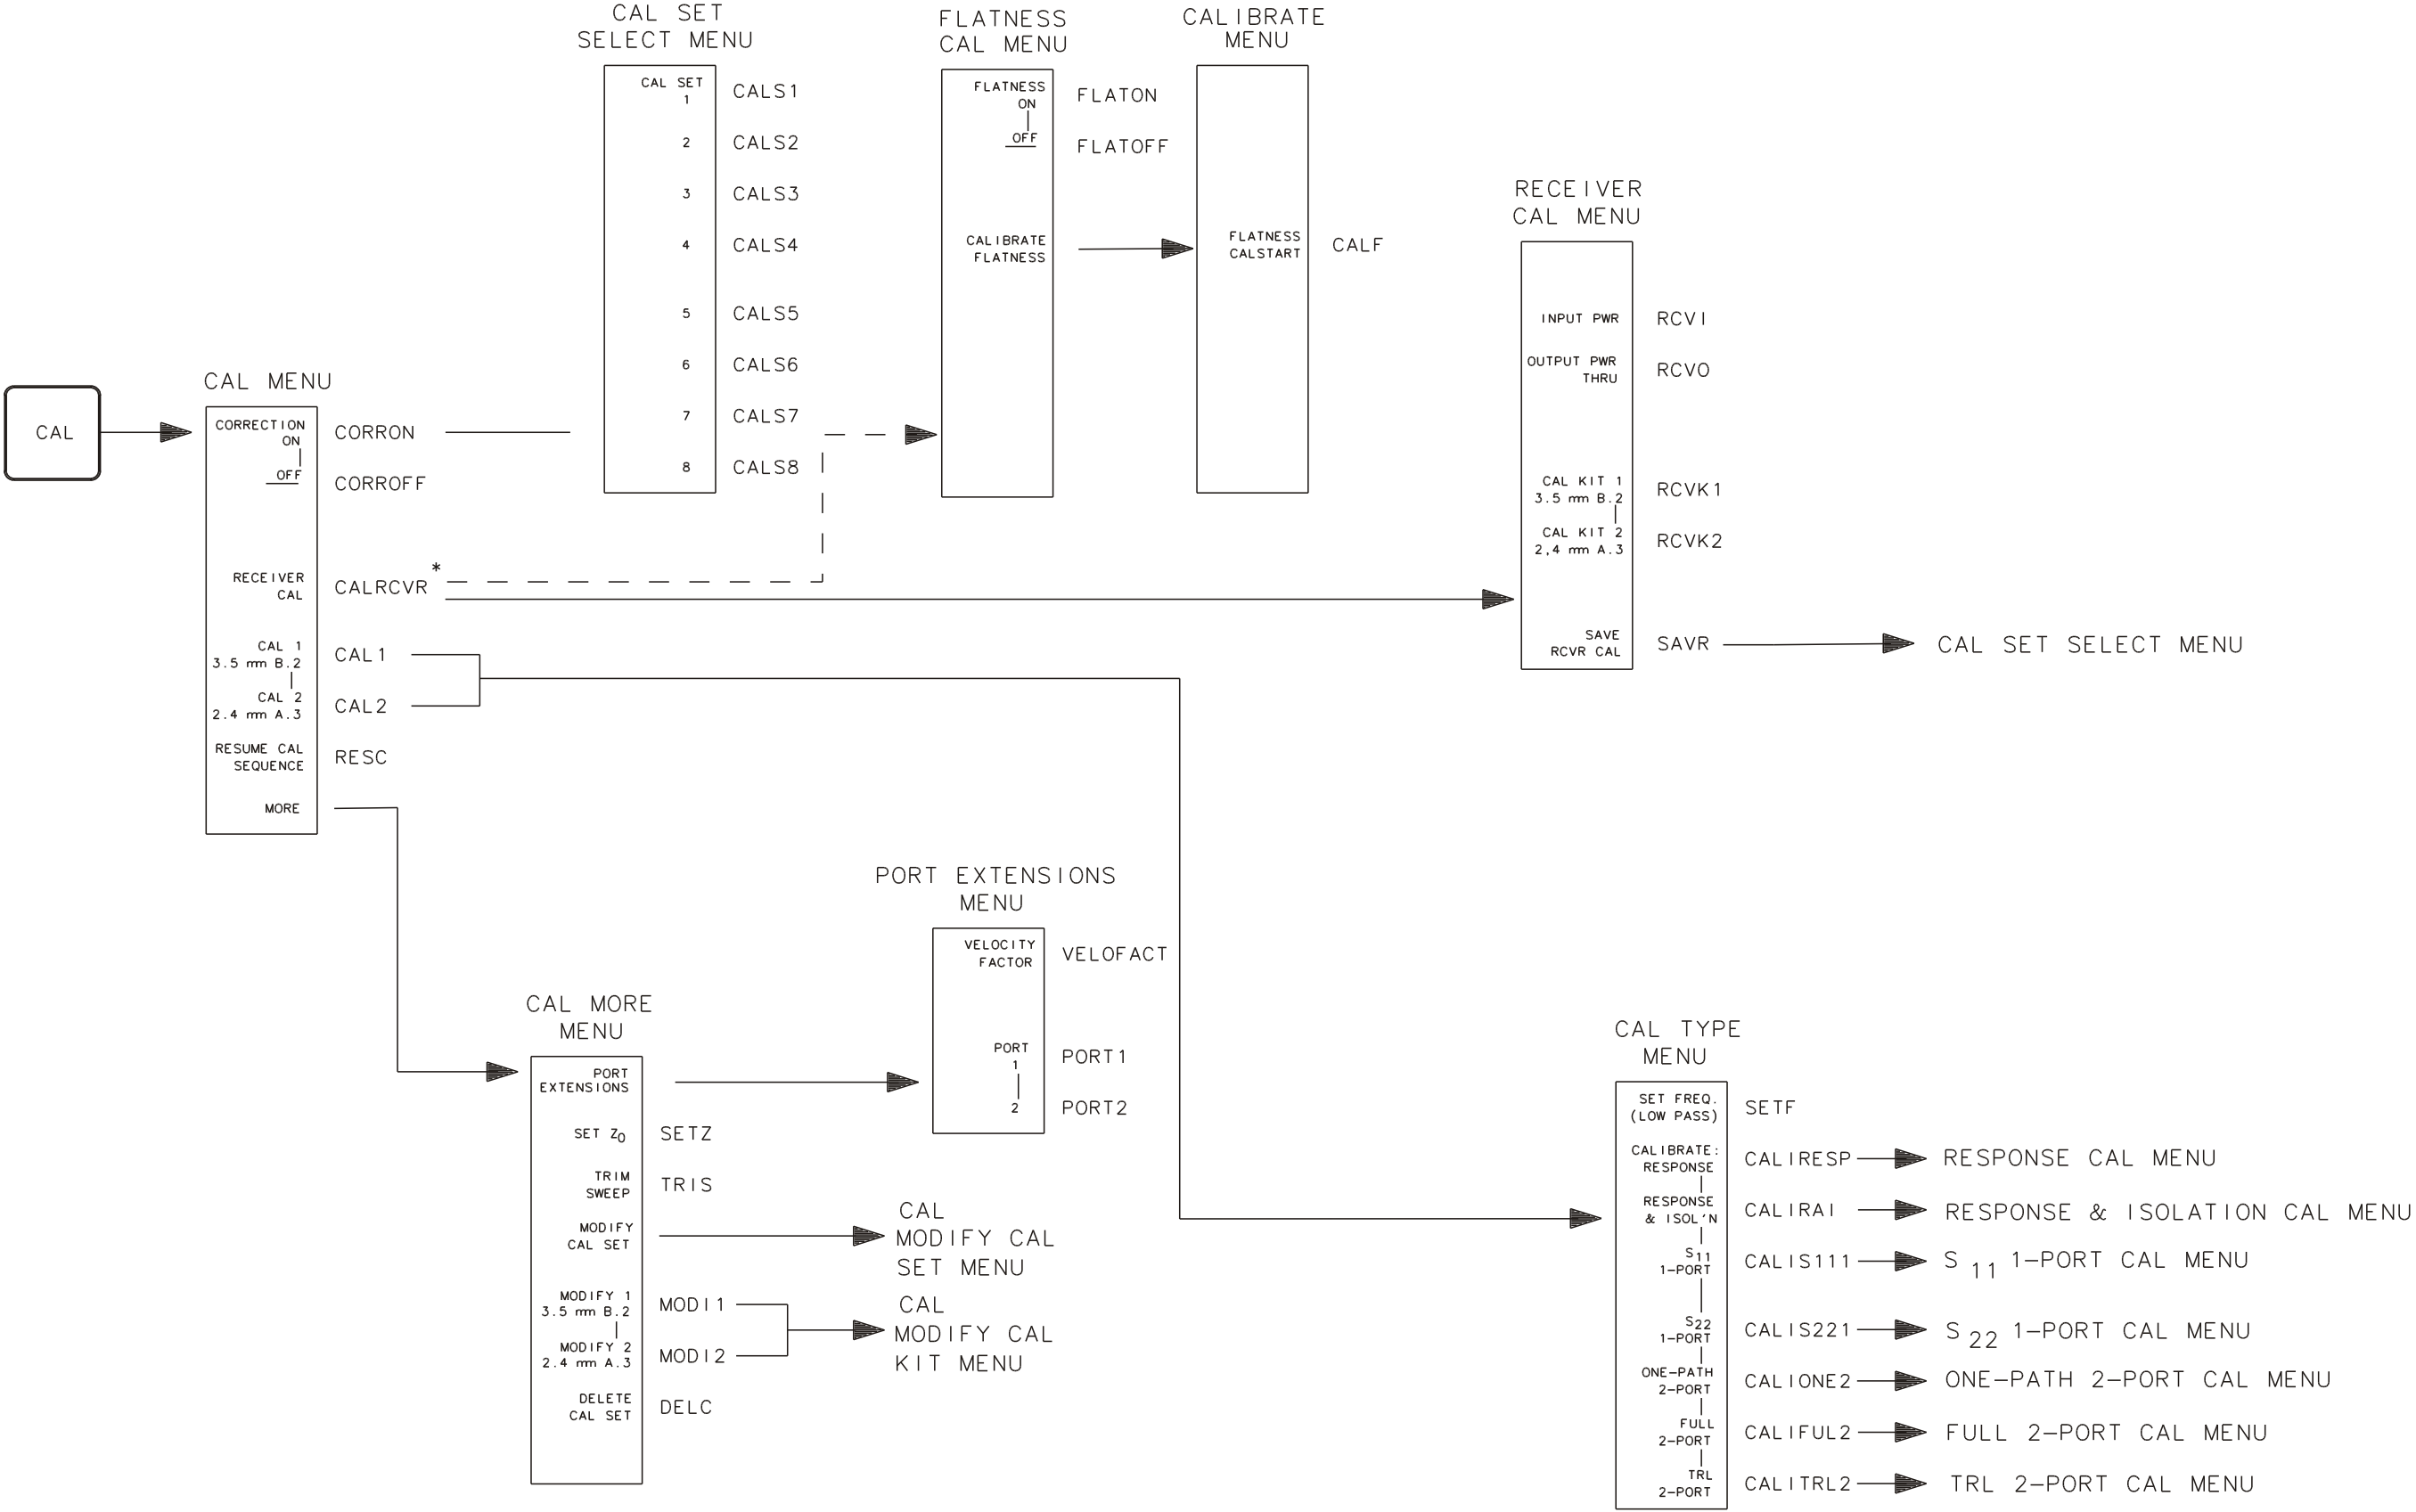 CAL
CAL MENU
CORRECTION
ON
OFF
RECEIVER
CAL
CAL 1
3.5 mm B.2
CAL 2
2.4 mm A.3
RESUME CAL
SEQUENCE
MORE
CORRON
CORROFF
CALRCVR*
CAL1
CAL2
RESC
CAL SET
SELECT MENU
CAL SET
1
2
3
4
5
6
7
8
CALS1
CALS2
CALS3
CALS4
CALS5
CALS6
CALS7
CALS8
FLATNESS
CAL MENU
FLATNESS
ON
OFF
CALIBRATE
FLATNESS
FLATON
FLATOFF
CALIBRATE
MENU
FLATNESS
CALSTART
CALF
RECEIVER
CAL MENU
INPUT PWR
OUTPUT PWR
THRU
CAL KIT 1
3.5 mm B.2
CAL KIT 2
2,4 mm A.3
SAVE
RCVR CAL
RCVI
RCVO
RCVK1
RCVK2
SAVR
CAL SET SELECT MENU
CAL MORE
MENU
PORT
EXTENSIONS
SET Z0
TRIM
SWEEP
MODIFY
CAL SET
MODIFY 1
3.5 mm B.2
MODIFY 2
2.4 mm A.3
DELETE
CAL SET
SETZ
TRIS
MODI1
MODI2
DELC
CAL
MODIFY CAL
SET MENU
CAL
MODIFY CAL
KIT MENU
PORT EXTENSIONS
MENU
VELOCITY
FACTOR
PORT
1
2
VELOFACT
PORT1
PORT2
CAL TYPE
MENU
SET FREQ.
(LOW PASS)
CALIBRATE:
RESPONSE
RESPONSE
& ISOL'N
S11
1-PORT
S22
1-PORT
ONE-PATH
2-PORT
FULL
2-PORT
TRL
2-PORT
SETF
CALIRESP
CALIRAI
CALIS111
CALIS221
CALIONE2
CALIFUL2
CALITRL2
RESPONSE CAL MENU
RESPONSE & ISOLATION CAL MENU
S 11 1-PORT CAL MENU
S 22 1-PORT CAL MENU
ONE-PATH 2-PORT CAL MENU
FULL 2-PORT CAL MENU
TRL 2-PORT CAL MENU